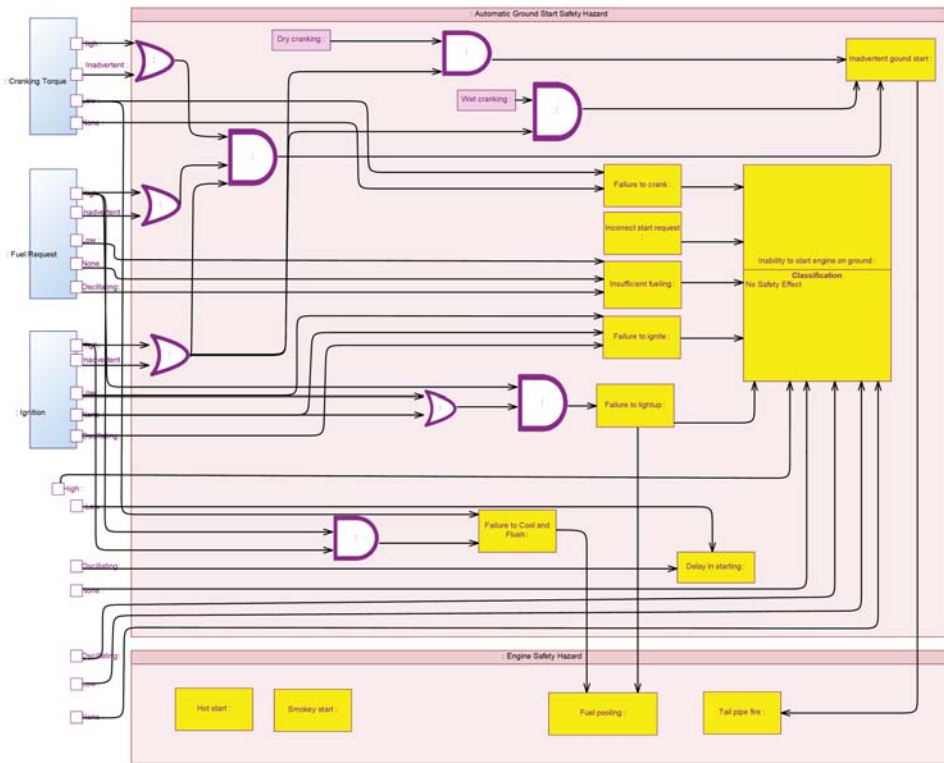 : Automatic Ground Start Safety Hazard
High :
Dry cranking :
Inadvertent :
Inadvertent gound start :
: Cranking Torque
Low :
Wet cranking :
None :
:
:
:
:
Failure to crank :
High :
:
Inadvertent
Incorrect start request
:
Low
: Fuel Request
None
Inability to start engine on ground :
Classification
Oscillating :
Insufficient fueling :
No Safety Effect
High
:
Failure to ignite :
Inadvertent
Low
: Ignition
None
:
:
Failure to lightup :
Oscillating
High :
Low
:
Failure to Cool and
Flush :
Oscillating :
Delay in starting :
None :
Oscillating :
: Engine Safety Hazard
Low
Hot start :
Smokey start :
Fuel pooling :
Tail pipe fire :
None